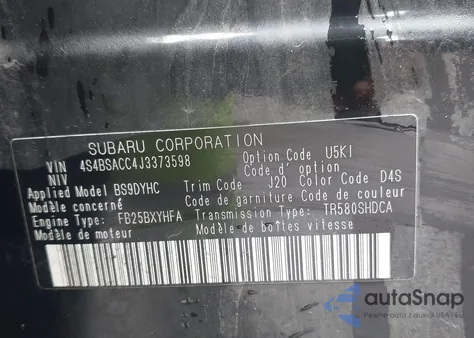 SUBARU CORPORATION
VIN 4S4BSACC4J3373598 Option Code U5KI
NIV Code d' option
Applied Model BS9DYHC Trim Code J20 Color Code D4S
Modèle concerné Code de garniture Code de couleur
Engine Type: FB25BXYHFA Transmission Type: TR580SHDCA
Modèle de moteur Modèle de boîtes vitesse
autoSnap